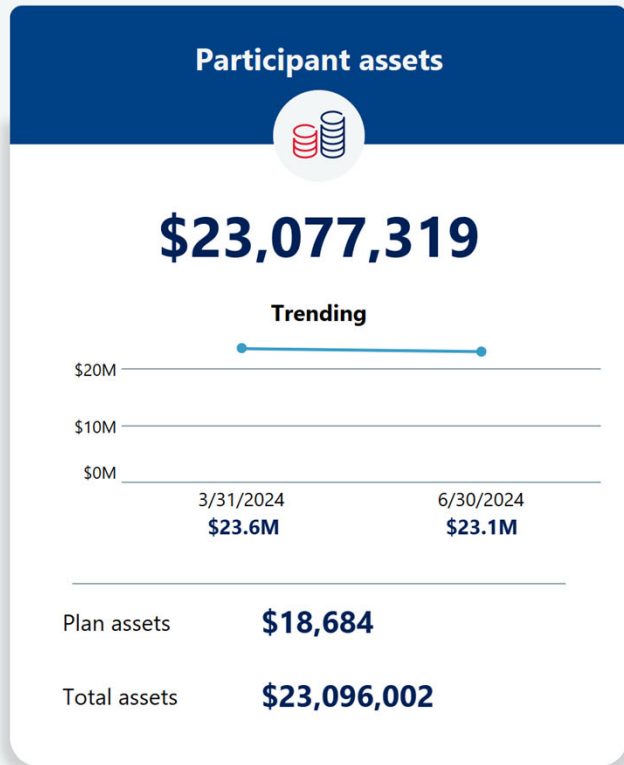 Participant assets
$23,077,319
Trending
$20M
$10M
$0M
3/31/2024 6/30/2024
$23.6M $23.1M
Plan assets $18,684
Total assets $23,096,002